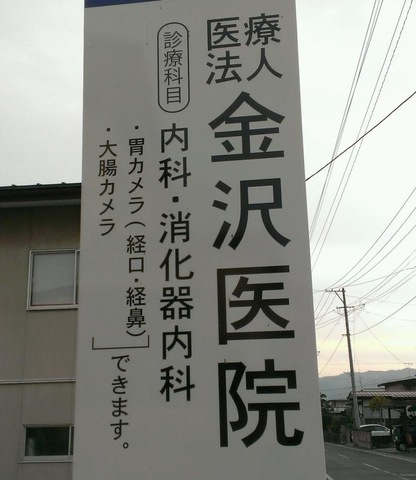 医療法人
金沢医院
診療科目
内科・消化器内科
・胃カメラ（経口・経鼻）
・大腸カメラ
できます。